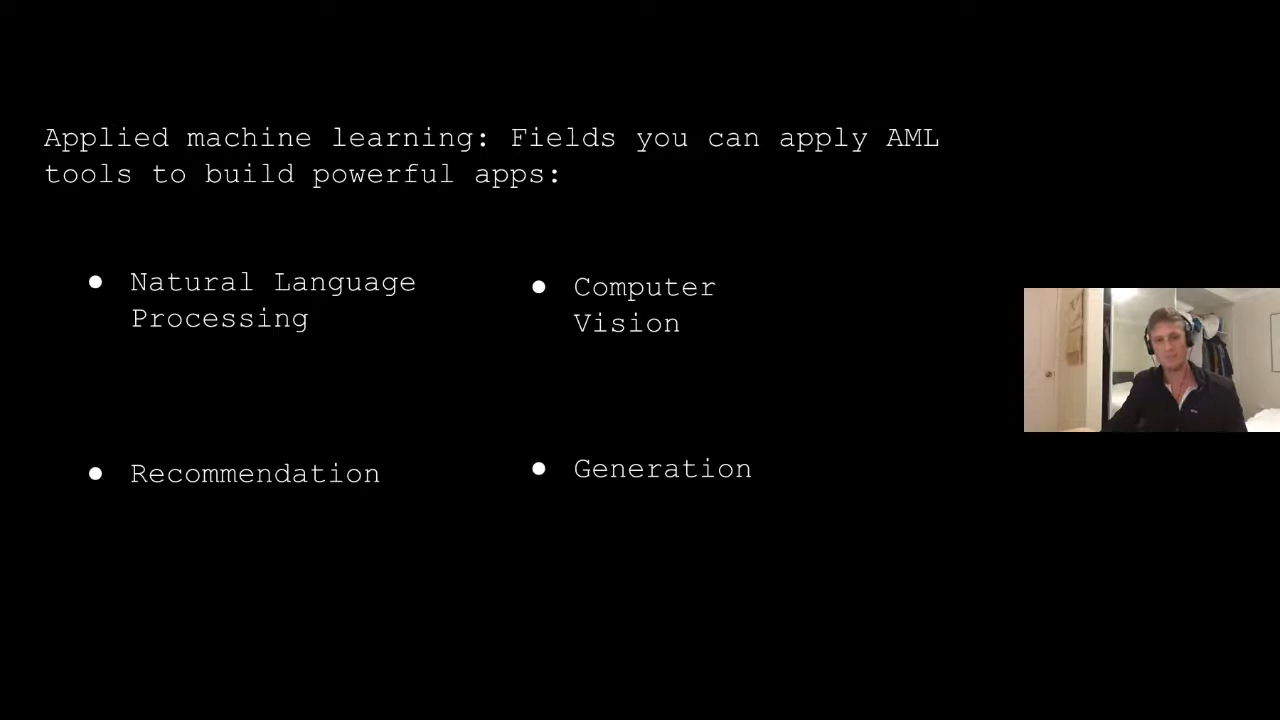 Applied machine learning: Fields you can apply AML
tools to build powerful apps:
● Natural Language
Processing
● Computer
Vision
● Recommendation
● Generation